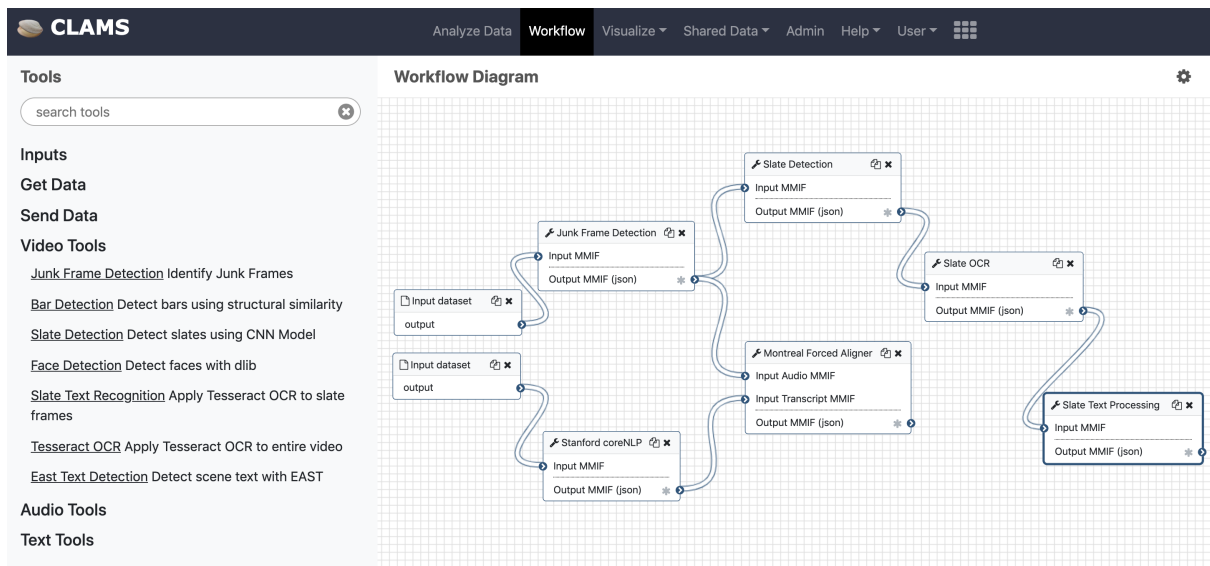 CLAMS
Analyze Data Workflow Visualize Shared Data Admin Help User
Tools
search tools
Inputs
Get Data
Send Data
Video Tools
Junk Frame Detection Identify Junk Frames
Bar Detection Detect bars using structural similarity
Slate Detection Detect slates using CNN Model
Face Detection Detect faces with dlib
Slate Text Recognition Apply Tesseract OCR to slate
frames
Tesseract OCR Apply Tesseract OCR to entire video
East Text Detection Detect scene text with EAST
Audio Tools
Text Tools
Workflow Diagram
Input dataset
output
Input dataset
output
Junk Frame Detection
Input MMIF
Output MMIF (json)
Stanford coreNLP
Input MMIF
Output MMIF (json)
Slate Detection
Input MMIF
Output MMIF (json)
Montreal Forced Aligner
Input Audio MMIF
Input Transcript MMIF
Output MMIF (json)
Slate OCR
Input MMIF
Output MMIF (json)
Slate Text Processing
Input MMIF
Output MMIF (json)